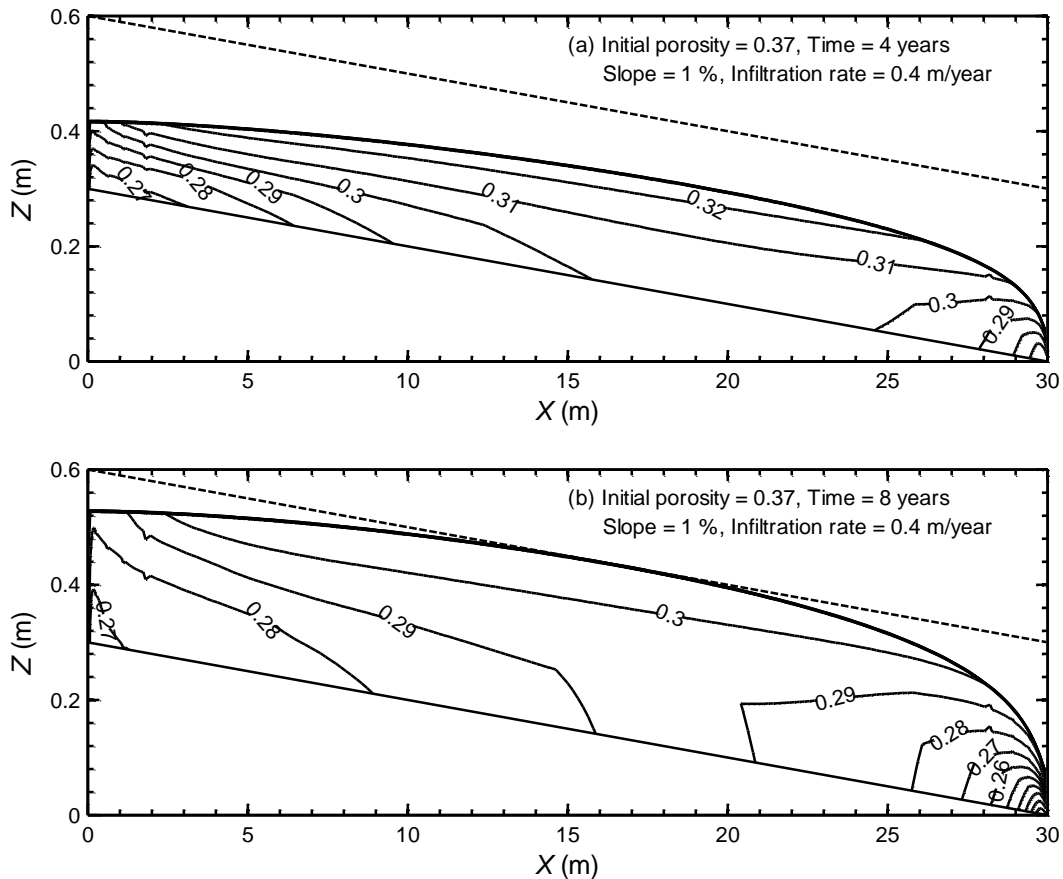 0.6
(a) Initial porosity = 0.37, Time = 4 years
Slope = 1 %, Infiltration rate = 0.4 m/year
0.4
Z (m)
0.27
0.28
0.29
0.3
0.31
0.32
0.2
0.31
0.3
0.29
0
0 5 10 15 20 25 30
X (m)
0.6
(b) Initial porosity = 0.37, Time = 8 years
Slope = 1 %, Infiltration rate = 0.4 m/year
0.4
Z (m)
0.27
0.28
0.29
0.3
0.2
0.29
0.28
0.27
0.26
0
0 5 10 15 20 25 30
X (m)